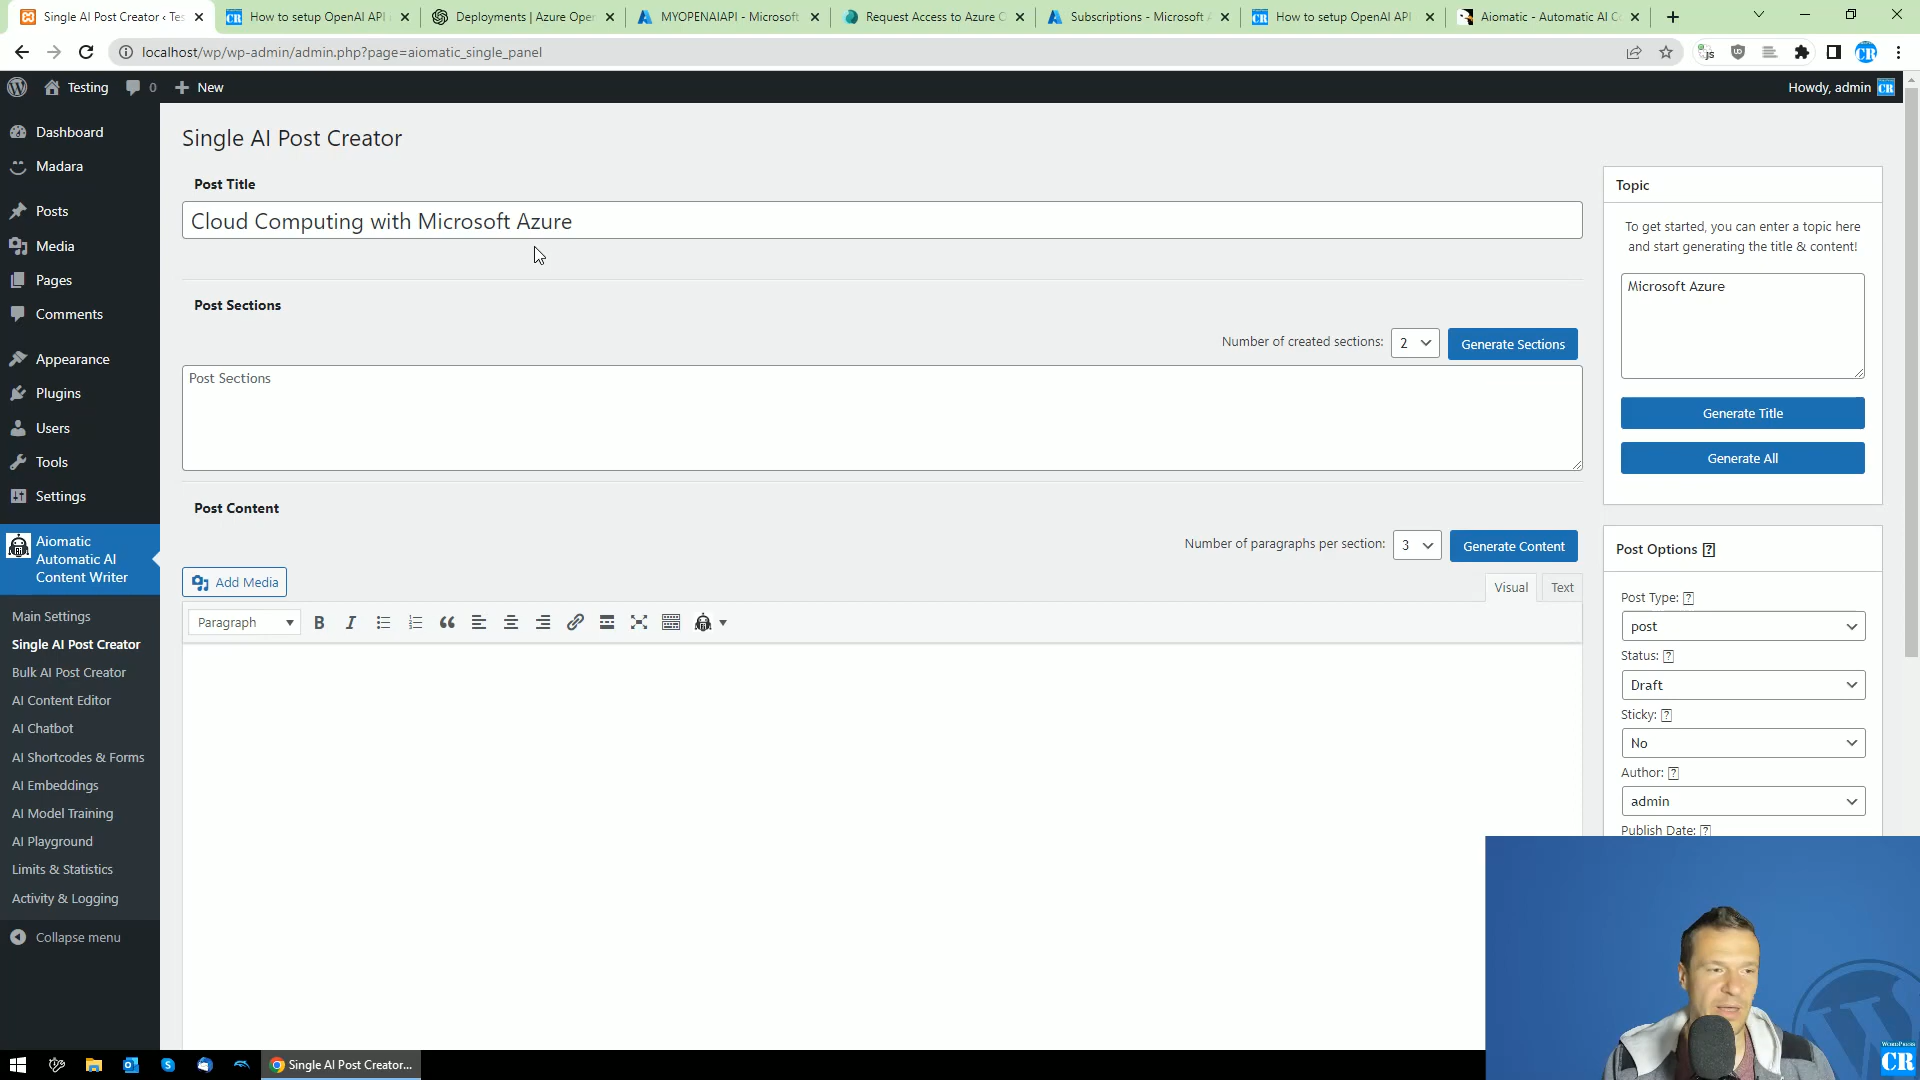 Single AI Post Creator ‹ Tes
How to setup OpenAI API i
Deployments | Azure Open
MYOPENAIAPI - Microsoft
Request Access to Azure C
Subscriptions - Microsoft A
How to setup OpenAI API
Aiomatic - Automatic AI C
localhost/wp/wp-admin/admin.php?page=aiomatic_single_panel
Testing
0
New
Howdy, admin
Dashboard
Madara
Posts
Media
Pages
Comments
Appearance
Plugins
Users
Tools
Settings
Aiomatic
Automatic AI
Content Writer
Main Settings
Single AI Post Creator
Bulk AI Post Creator
AI Content Editor
AI Chatbot
AI Shortcodes & Forms
AI Embeddings
AI Model Training
AI Playground
Limits & Statistics
Activity & Logging
Collapse menu
Single AI Post Creator
Post Title
Cloud Computing with Microsoft Azure
Post Sections
Number of created sections: 2 Generate Sections
Post Sections
Post Content
Number of paragraphs per section: 3 Generate Content
Add Media
Visual Text
Paragraph
Topic
To get started, you can enter a topic here
and start generating the title & content!
Microsoft Azure
Generate Title
Generate All
Post Options [?]
Post Type: [?]
post
Status: [?]
Draft
Sticky: [?]
No
Author: [?]
admin
Publish Date: [?]
WORDPRESS
CR
Single AI Post Creator...